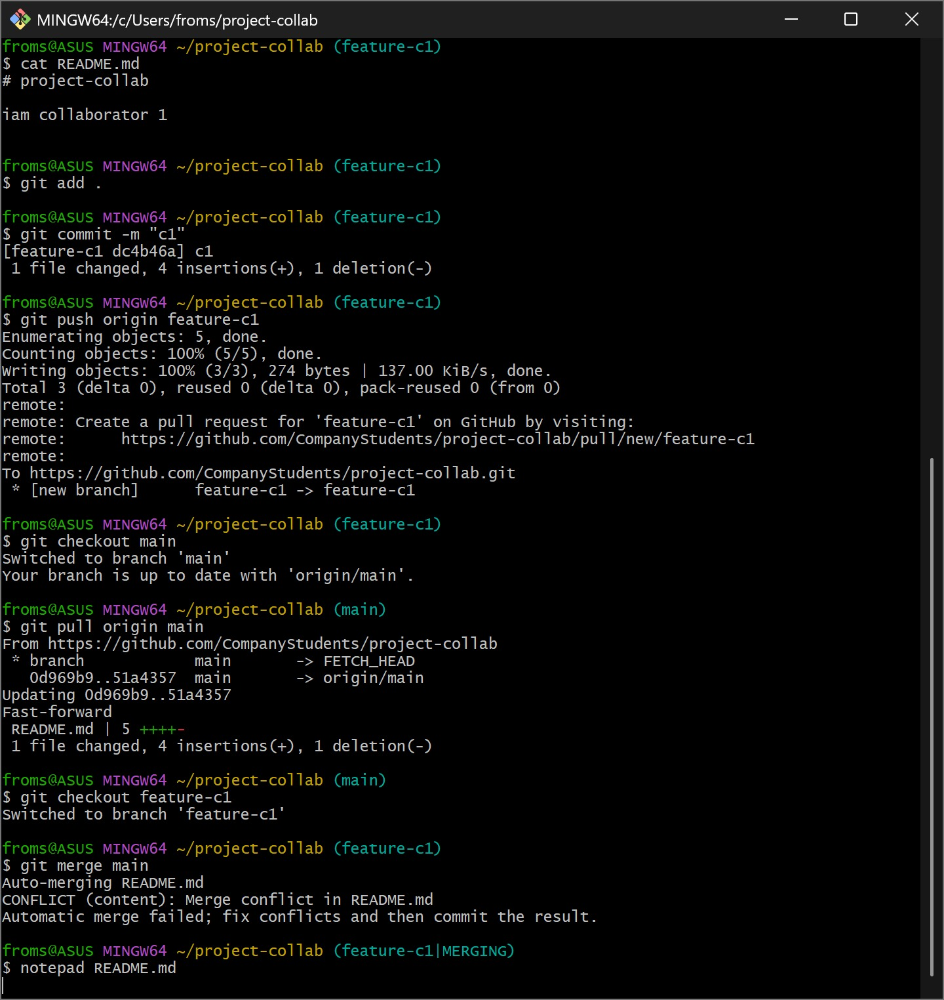 MINGW64:/c/Users/froms/project-collab
froms@ASUS MINGW64 ~/project-collab (feature-c1)
$ cat README.md
# project-collab
iam collaborator 1
froms@ASUS MINGW64 ~/project-collab (feature-c1)
$ git add .
froms@ASUS MINGW64 ~/project-collab (feature-c1)
$ git commit -m "c1"
[feature-c1 dc4b46a] c1
 1 file changed, 4 insertions(+), 1 deletion(-)
froms@ASUS MINGW64 ~/project-collab (feature-c1)
$ git push origin feature-c1
Enumerating objects: 5, done.
Counting objects: 100% (5/5), done.
Writing objects: 100% (3/3), 274 bytes | 137.00 KiB/s, done.
Total 3 (delta 0), reused 0 (delta 0), pack-reused 0 (from 0)
remote:
remote: Create a pull request for 'feature-c1' on GitHub by visiting:
remote:      https://github.com/CompanyStudents/project-collab/pull/new/feature-c1
remote:
To https://github.com/CompanyStudents/project-collab.git
 * [new branch]      feature-c1 -> feature-c1
froms@ASUS MINGW64 ~/project-collab (feature-c1)
$ git checkout main
Switched to branch 'main'
Your branch is up to date with 'origin/main'.
froms@ASUS MINGW64 ~/project-collab (main)
$ git pull origin main
From https://github.com/CompanyStudents/project-collab
 * branch            main       -> FETCH_HEAD
   0d969b9..51a4357  main       -> origin/main
Updating 0d969b9..51a4357
Fast-forward
 README.md | 5 ++++-
 1 file changed, 4 insertions(+), 1 deletion(-)
froms@ASUS MINGW64 ~/project-collab (main)
$ git checkout feature-c1
Switched to branch 'feature-c1'
froms@ASUS MINGW64 ~/project-collab (feature-c1)
$ git merge main
Auto-merging README.md
CONFLICT (content): Merge conflict in README.md
Automatic merge failed; fix conflicts and then commit the result.
froms@ASUS MINGW64 ~/project-collab (feature-c1|MERGING)
$ notepad README.md